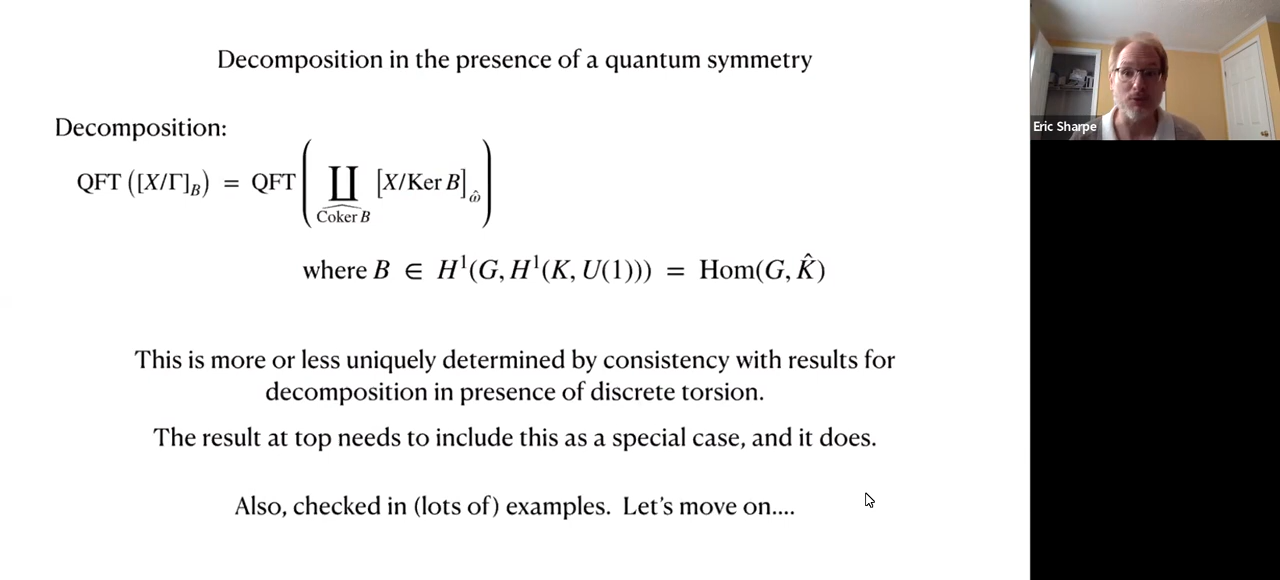 Decomposition in the presence of a quantum symmetry
Decomposition:
QFT ([X/Γ]_B) = QFT ( ∐_{\widehat{Coker B}} [X/Ker B]_{\hat{ω}} )
where B ∈ H¹(G, H¹(K, U(1))) = Hom(G, K̂)
This is more or less uniquely determined by consistency with results for
decomposition in presence of discrete torsion.
The result at top needs to include this as a special case, and it does.
Also, checked in (lots of) examples. Let's move on....
Eric Sharpe